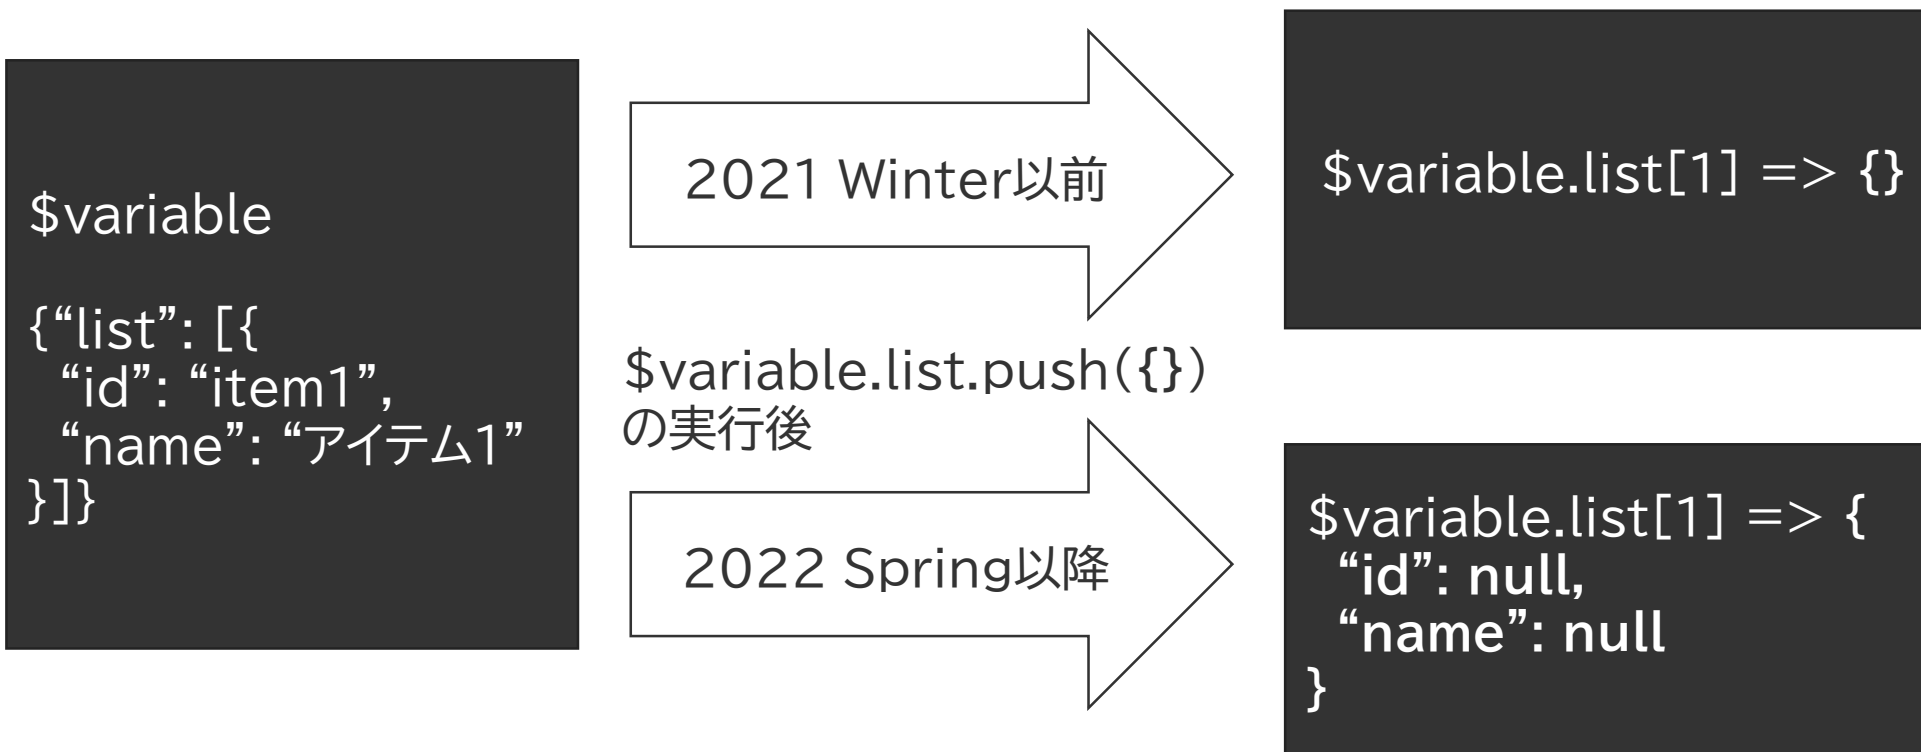 $variable
{“list”: [{
“id”: “item1”,
“name”: “アイテム1”
}]}
2021 Winter以前
$variable.list.push({})
の実行後
2022 Spring以降
$variable.list[1] => {}
$variable.list[1] => {
“id”: null,
“name”: null
}